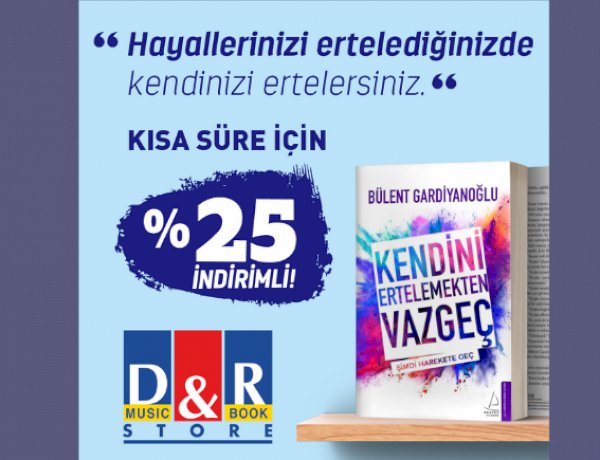 “ Hayallerinizi ertelediğinizde
kendinizi ertelersiniz. “
KISA SÜRE İÇİN
%25
İNDİRİMLİ!
BÜLENT GARDİYANOĞLU
KENDİNİ
ERTELEMEKTEN
VAZGEÇ
ŞİMDİ HAREKETE GEÇ
D&R
MUSIC BOOK
STORE